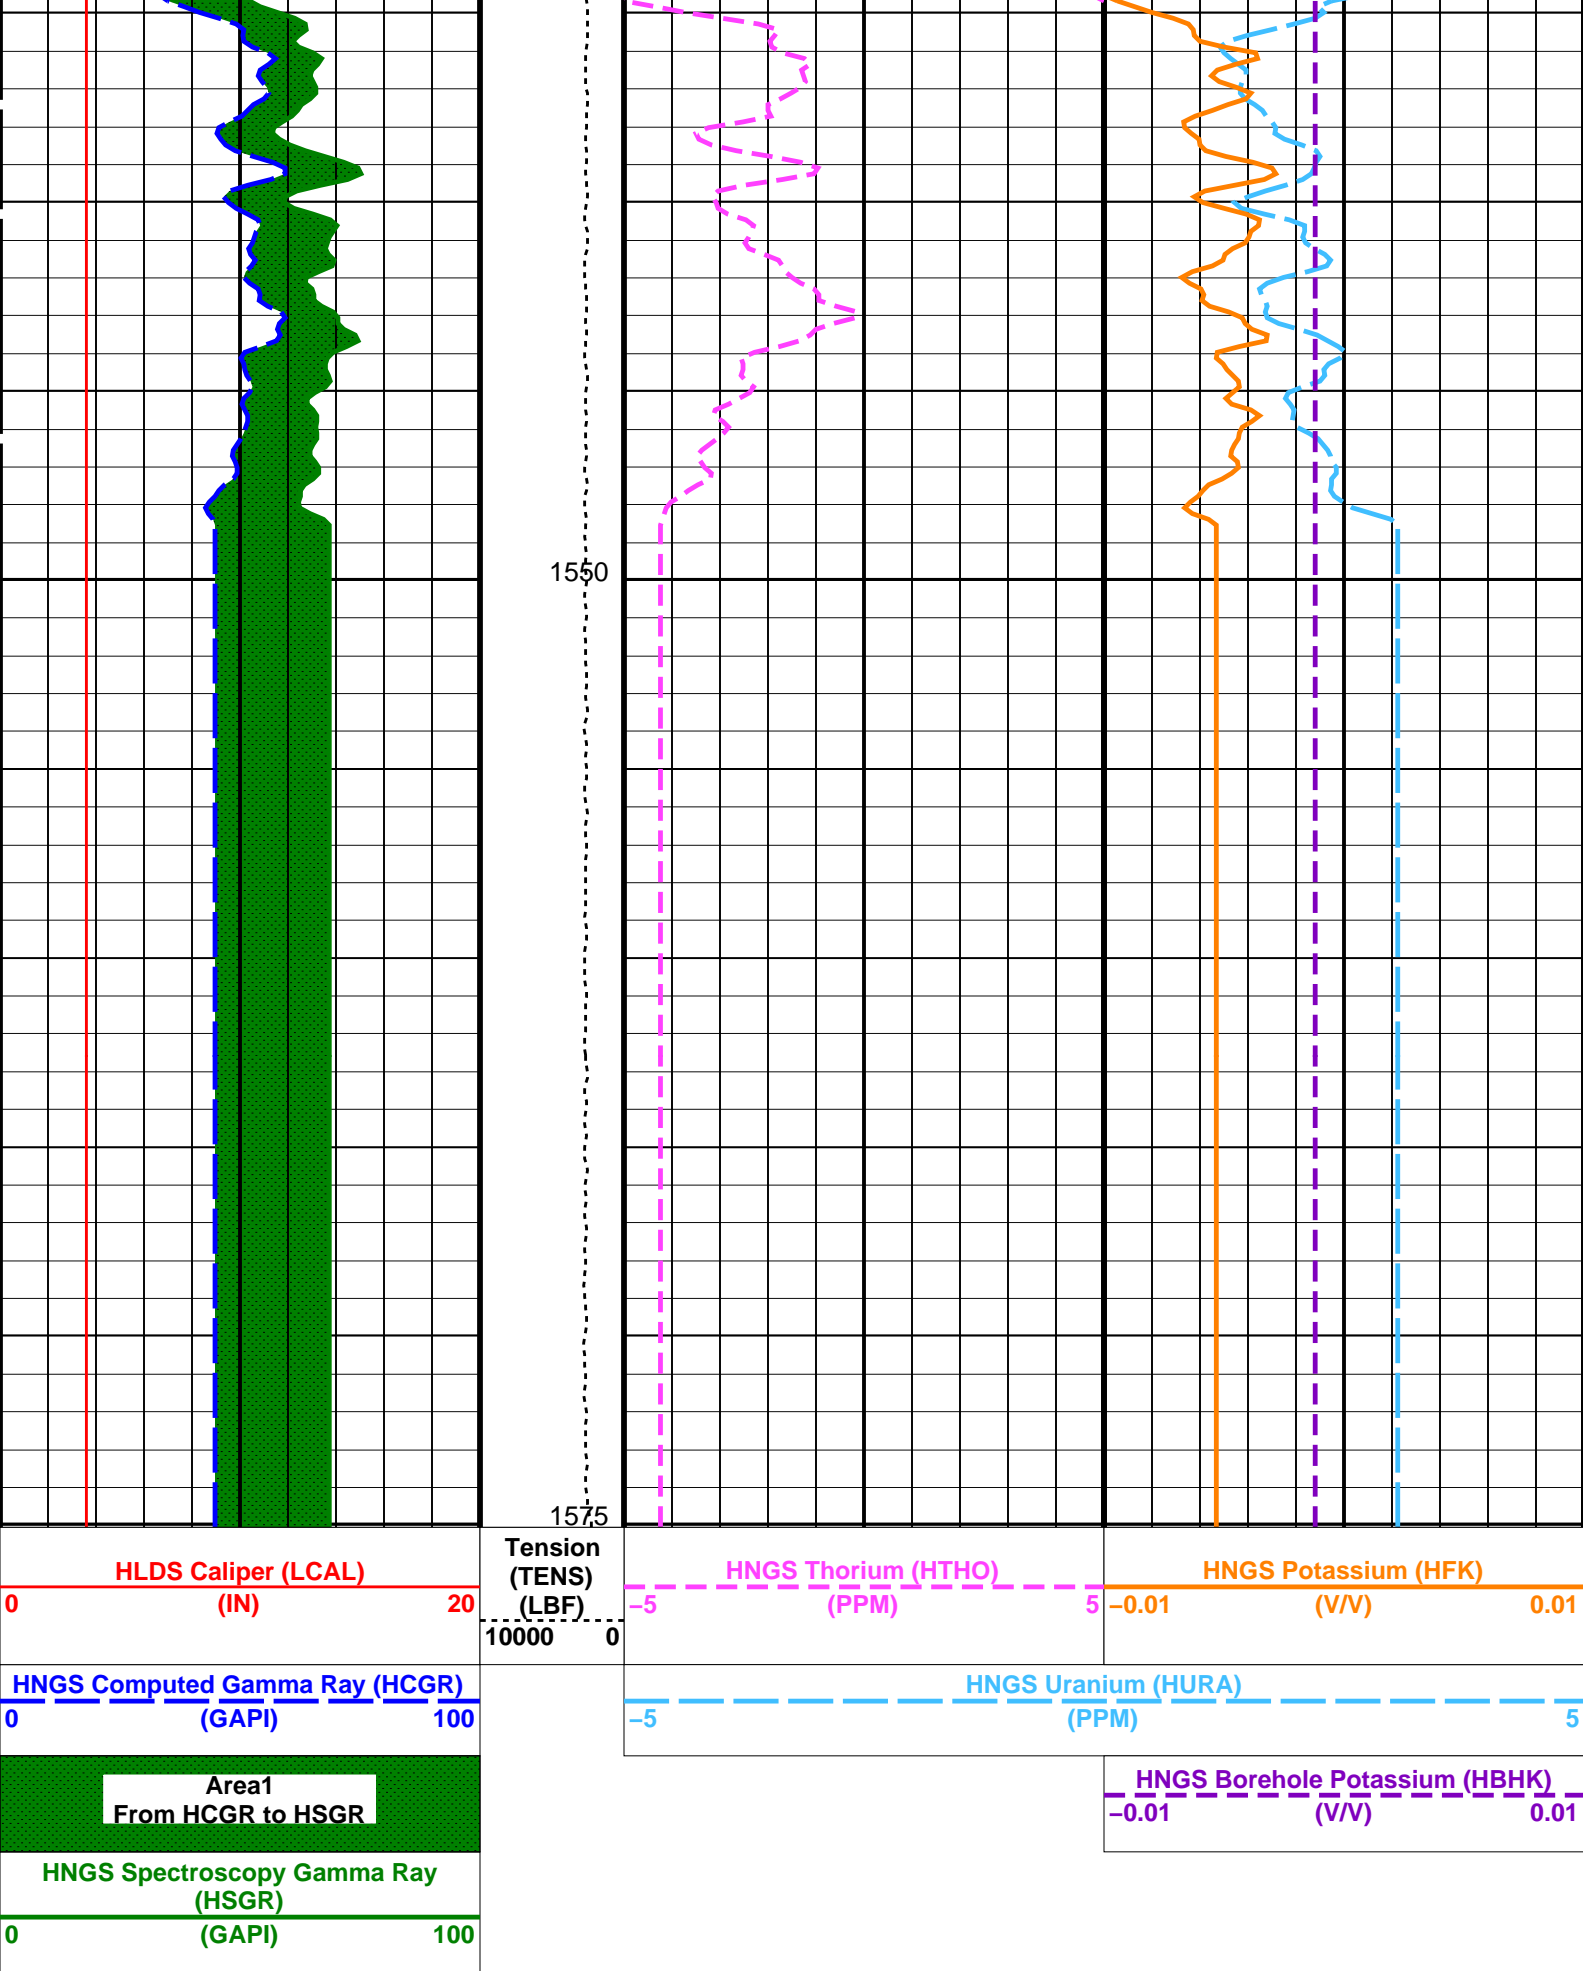 1550
1575
HLDS Caliper (LCAL)
0 (IN) 20
Tension
(TENS)
(LBF)
10000 0
HNGS Thorium (HTHO)
−5 (PPM) 5
HNGS Potassium (HFK)
−0.01 (V/V) 0.01
HNGS Computed Gamma Ray (HCGR)
0 (GAPI) 100
HNGS Uranium (HURA)
−5 (PPM) 5
Area1
From HCGR to HSGR
HNGS Borehole Potassium (HBHK)
−0.01 (V/V) 0.01
HNGS Spectroscopy Gamma Ray
(HSGR)
0 (GAPI) 100